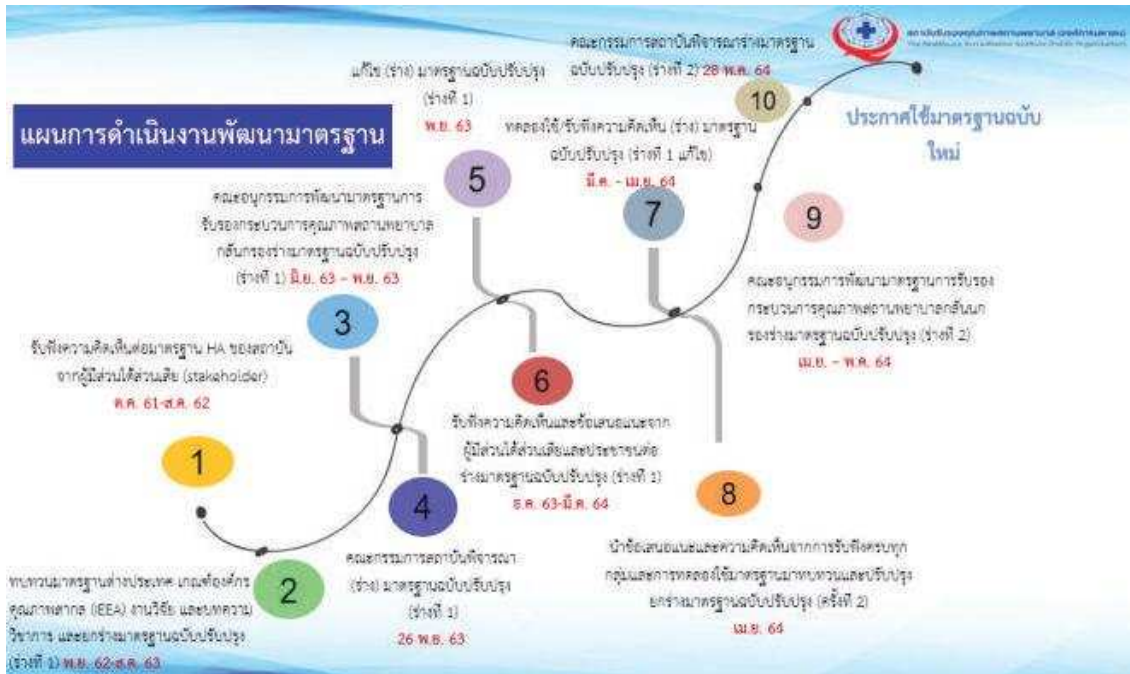 สถาบันรับรองคุณภาพสถานพยาบาล (องค์การมหาชน)
The Healthcare Accreditation Institute (Public Organization)
แผนการดำเนินงานพัฒนามาตรฐาน
1
รับฟังความคิดเห็นต่อมาตรฐาน HA ของสถาบัน
จากผู้มีส่วนได้ส่วนเสีย (stakeholder)
ต.ค. 61-ส.ค. 62
2
ทบทวนมาตรฐานต่างประเทศ เกณฑ์องค์กร
คุณภาพสากล (IEEA) งานวิจัย และบทความ
วิชาการ และยกร่างมาตรฐานฉบับปรับปรุง
(ร่างที่ 1) พ.ย. 62-ส.ค. 63
3
คณะอนุกรรมการพัฒนามาตรฐานการ
รับรองกระบวนการคุณภาพสถานพยาบาล
กลั่นกรองร่างมาตรฐานฉบับปรับปรุง
(ร่างที่ 1) มิ.ย. 63 – พ.ย. 63
4
คณะกรรมการสถาบันพิจารณา
(ร่าง) มาตรฐานฉบับปรับปรุง
(ร่างที่ 1)
26 พ.ย. 63
แก้ไข (ร่าง) มาตรฐานฉบับปรับปรุง
(ร่างที่ 1)
พ.ย. 63
5
6
รับฟังความคิดเห็นและข้อเสนอแนะจาก
ผู้มีส่วนได้ส่วนเสียและประชาชนต่อ
ร่างมาตรฐานฉบับปรับปรุง (ร่างที่ 1)
ธ.ค. 63-มี.ค. 64
ทดลองใช้/รับฟังความคิดเห็น (ร่าง) มาตรฐาน
ฉบับปรับปรุง (ร่างที่ 1 แก้ไข)
มี.ค. – เม.ย. 64
7
8
นำข้อเสนอแนะและความคิดเห็นจากการรับฟังครบทุก
กลุ่มและการทดลองใช้มาตรฐานมาทบทวนและปรับปรุง
ยกร่างมาตรฐานฉบับปรับปรุง (ครั้งที่ 2)
เม.ย. 64
9
คณะอนุกรรมการพัฒนามาตรฐานการรับรอง
กระบวนการคุณภาพสถานพยาบาลกลั่นก
รองร่างมาตรฐานฉบับปรับปรุง (ร่างที่ 2)
เม.ย. – พ.ค. 64
คณะกรรมการสถาบันพิจารณาร่างมาตรฐาน
ฉบับปรับปรุง (ร่างที่ 2) 28 พ.ค. 64
10
ประกาศใช้มาตรฐานฉบับ
ใหม่